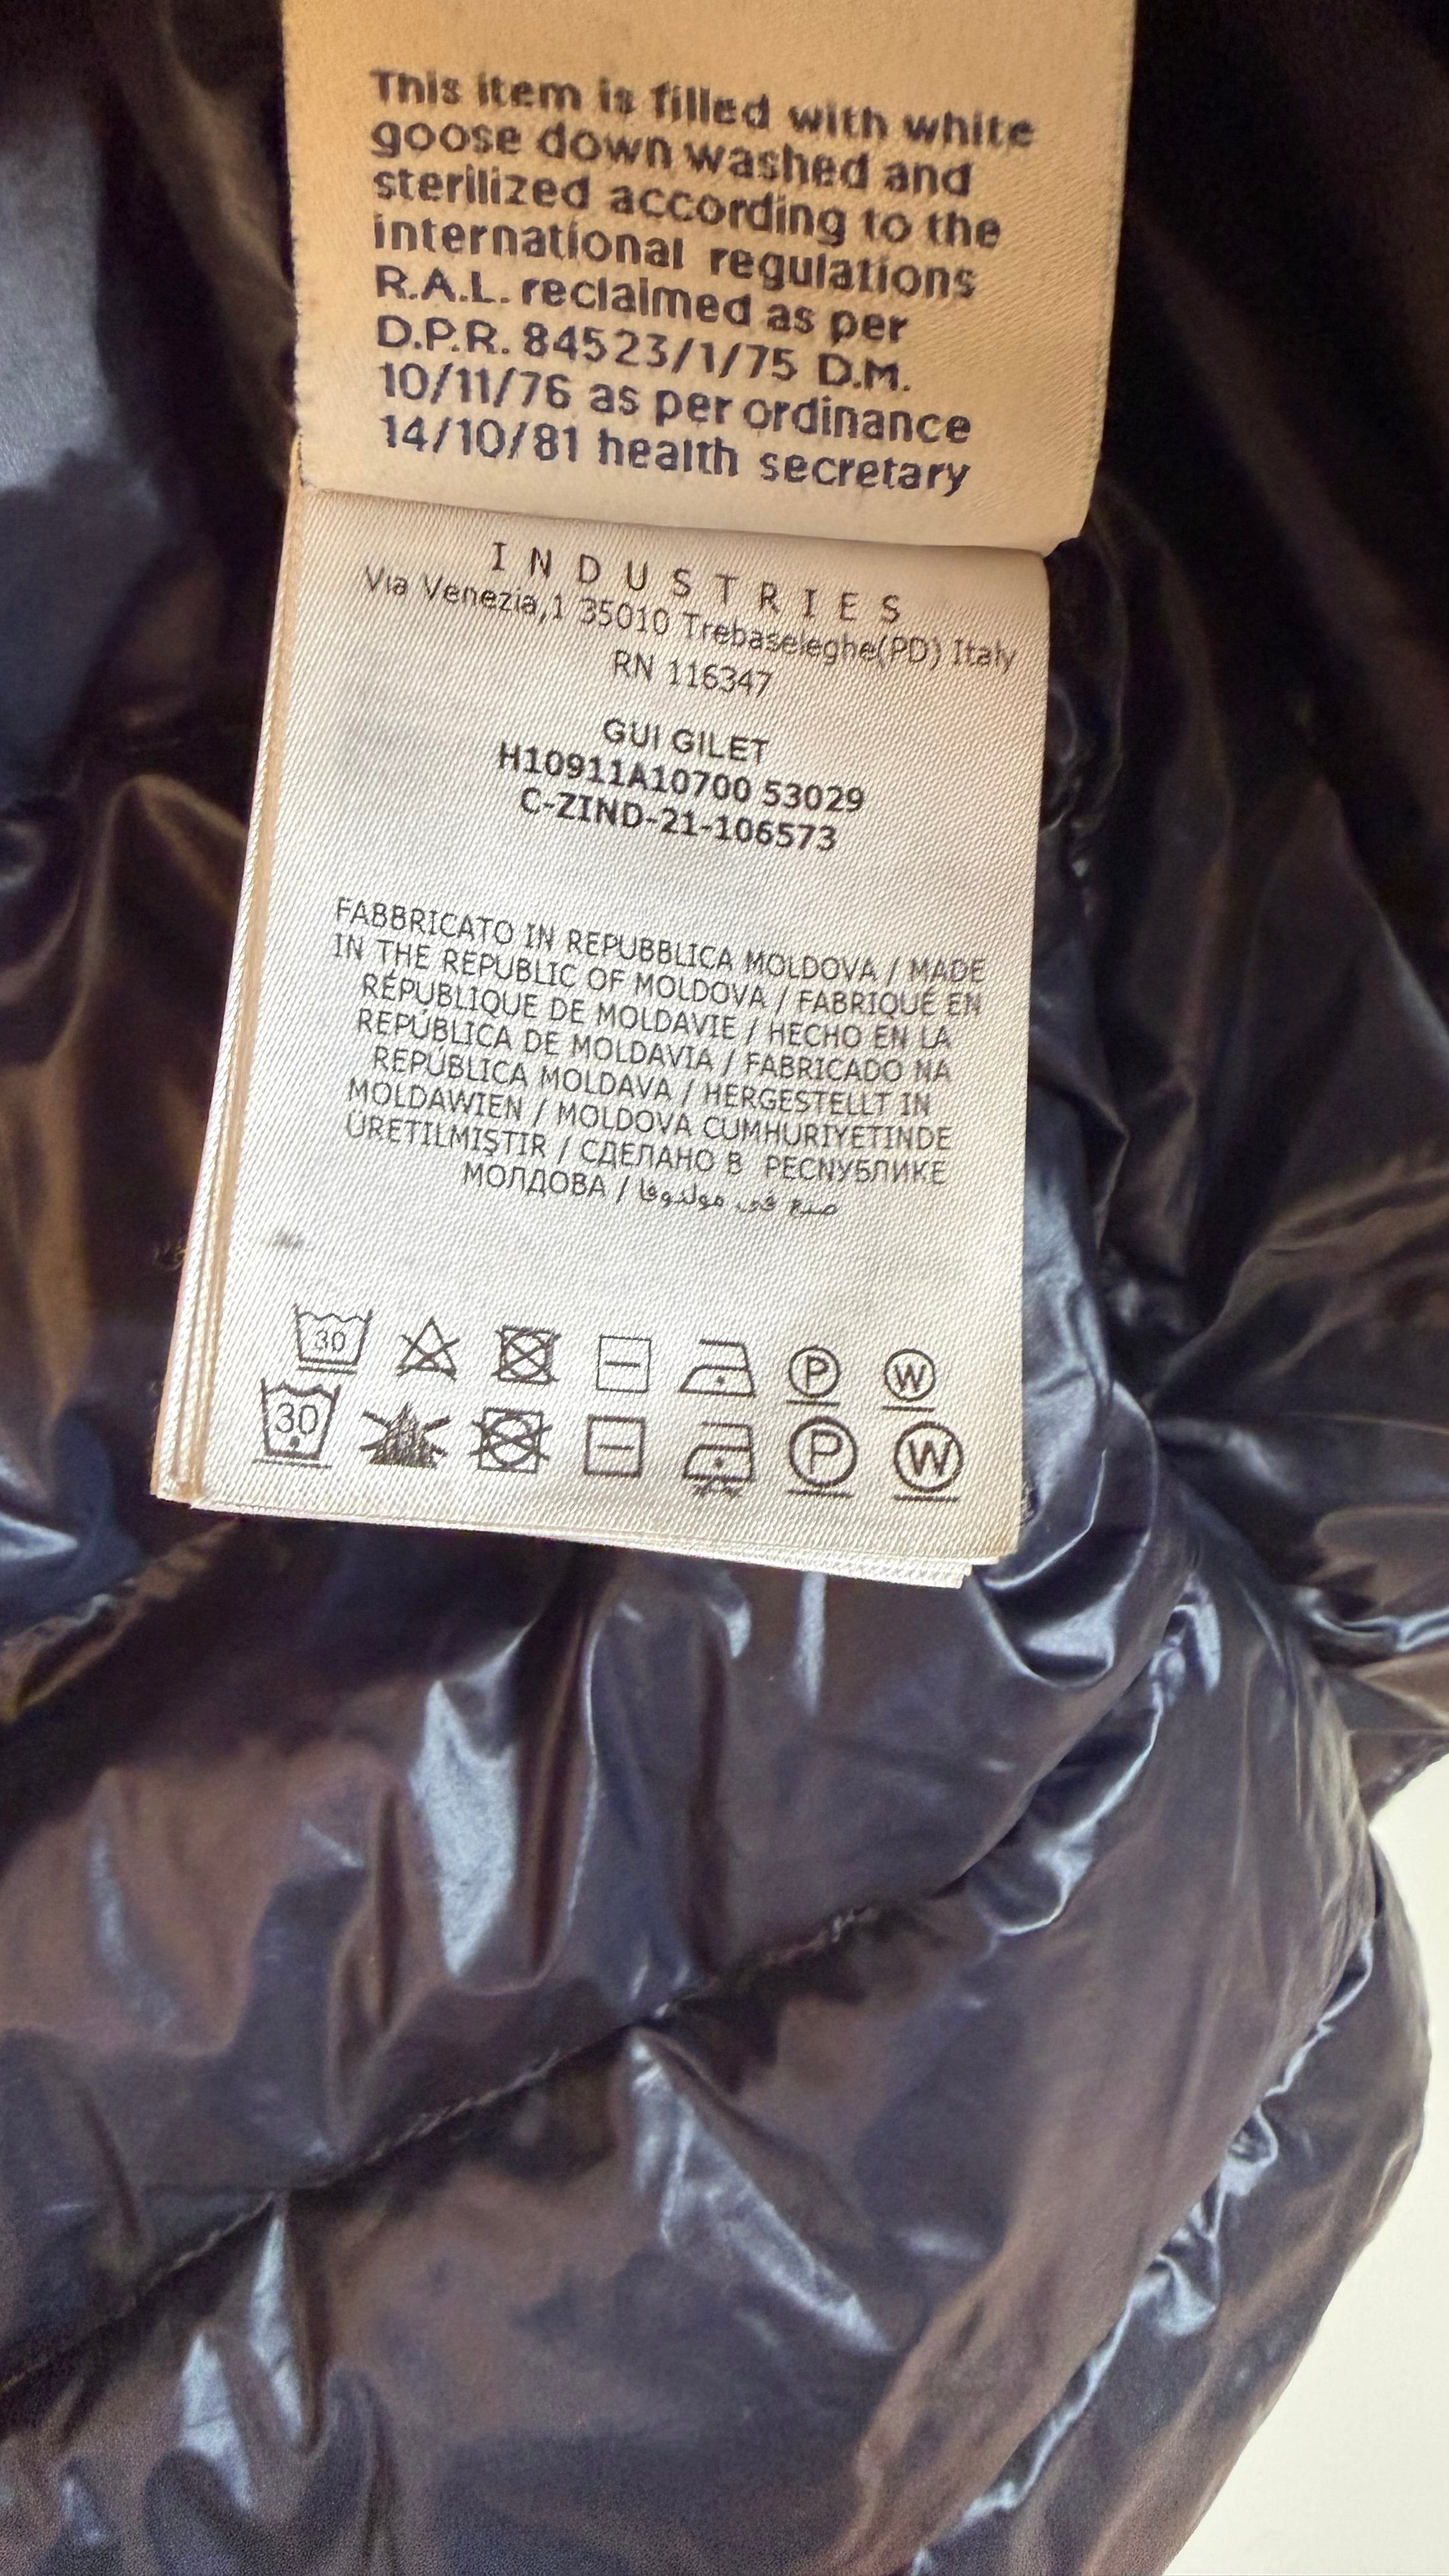 This item is filled with white
goose down washed and
sterilized according to the
international regulations
R.A.L. reclaimed as per
D.P.R. 84523/1/75 D.M.
10/11/76 as per ordinance
14/10/81 health secretary
INDUSTRIES
Via Venezia,1 35010 Trebaseleghe(PD) Italy
RN 116347
GUI GILET
H10911A10700 53029
C-ZIND-21-106573
FABBRICATO IN REPUBBLICA MOLDOVA / MADE
IN THE REPUBLIC OF MOLDOVA / FABRIQUÉ EN
RÉPUBLIQUE DE MOLDAVIE / HECHO EN LA
REPÚBLICA DE MOLDAVIA / FABRICADO NA
REPÚBLICA MOLDAVA / HERGESTELLT IN
MOLDAWIEN / MOLDOVA CUMHURIYETINDE
ÜRETILMIŞTIR / СДЕЛАНО В РЕСNУБЛИКЕ
МОЛДОВА / صنع في مولدوفا
30 P W
30 P W